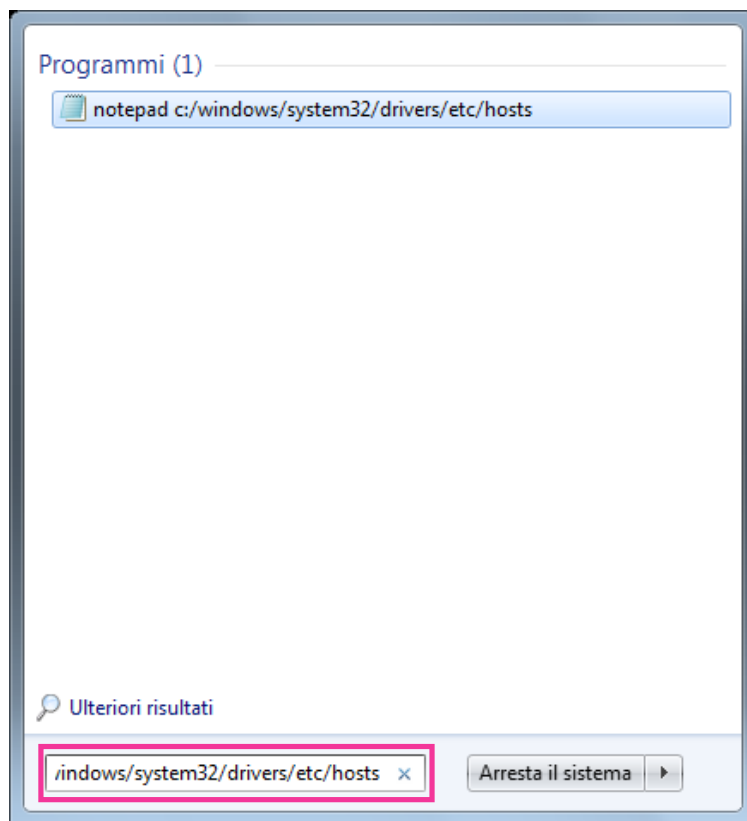 Programmi (1)
notepad c:/windows/system32/drivers/etc/hosts
Ulteriori risultati
/indows/system32/drivers/etc/hosts
Arresta il sistema